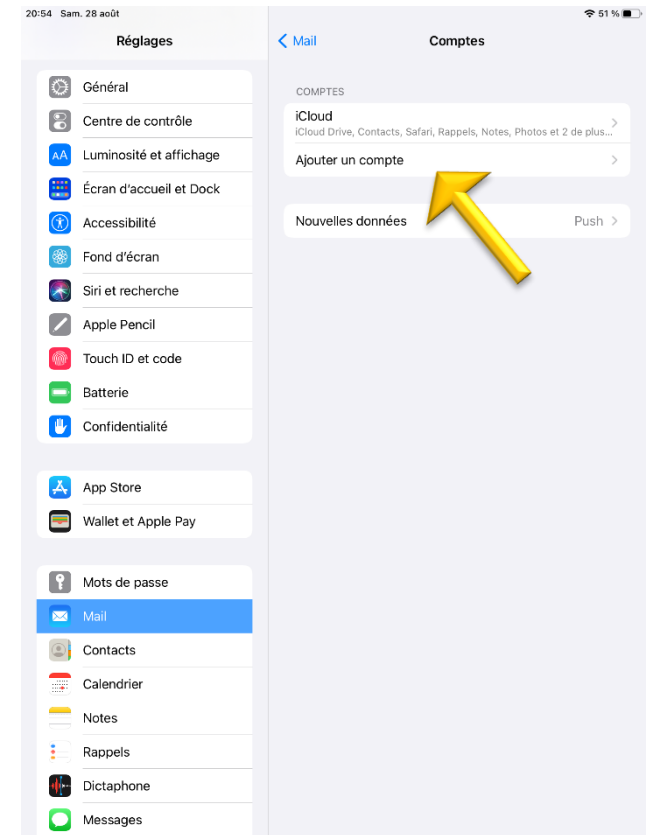 20:54 Sam. 28 août
51 %
Réglages
Général
Centre de contrôle
AA Luminosité et affichage
Écran d'accueil et Dock
Accessibilité
Fond d'écran
Siri et recherche
Apple Pencil
Touch ID et code
Batterie
Confidentialité
App Store
Wallet et Apple Pay
Mots de passe
Mail
Contacts
Calendrier
Notes
Rappels
Dictaphone
Messages
Mail
Comptes
COMPTES
iCloud
iCloud Drive, Contacts, Safari, Rappels, Notes, Photos et 2 de plus...
Ajouter un compte
Nouvelles données Push